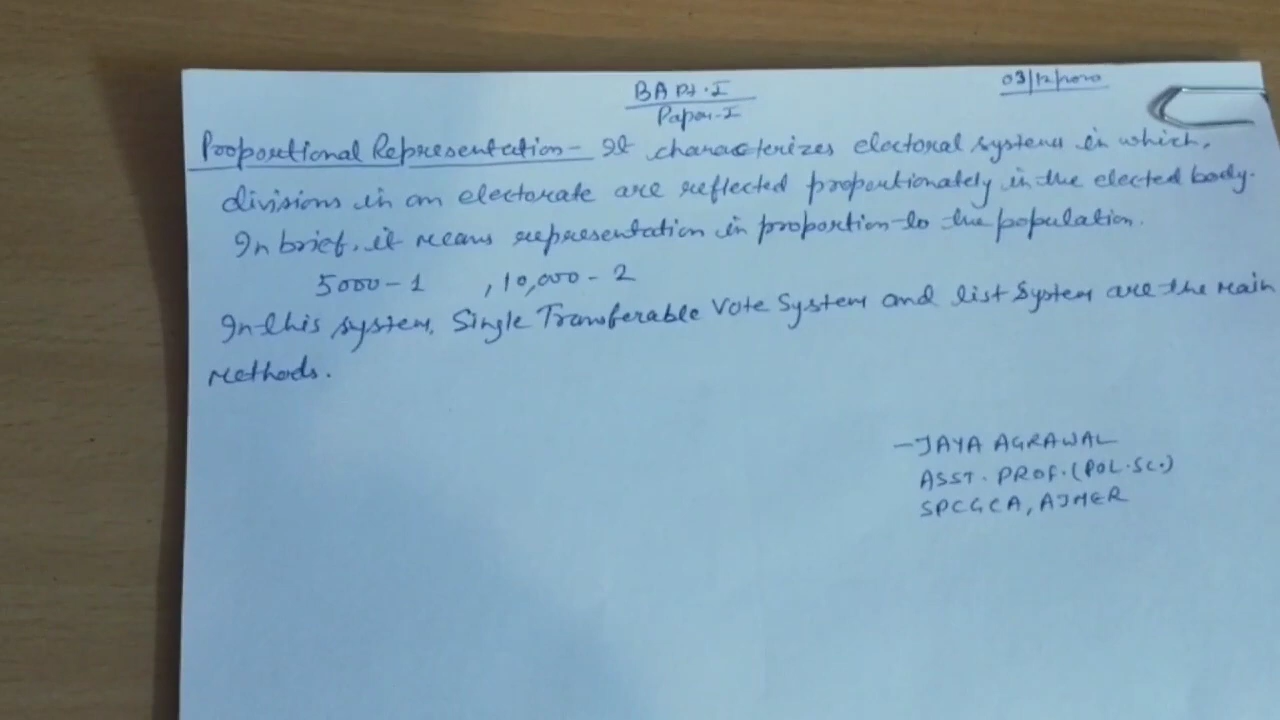 BA Pt. I
Paper-I
03/12/2020
Proportional Representation - It characterizes electoral systems in which,
divisions in an electorate are reflected proportionately in the elected body.
In brief, it means representation in proportion to the population.
5000-1 , 10,000-2
In this system, Single Transferable Vote System and list System are the main
methods.
- JAYA AGRAWAL
ASST. PROF. (POL.SC.)
SPCGCA, AJMER